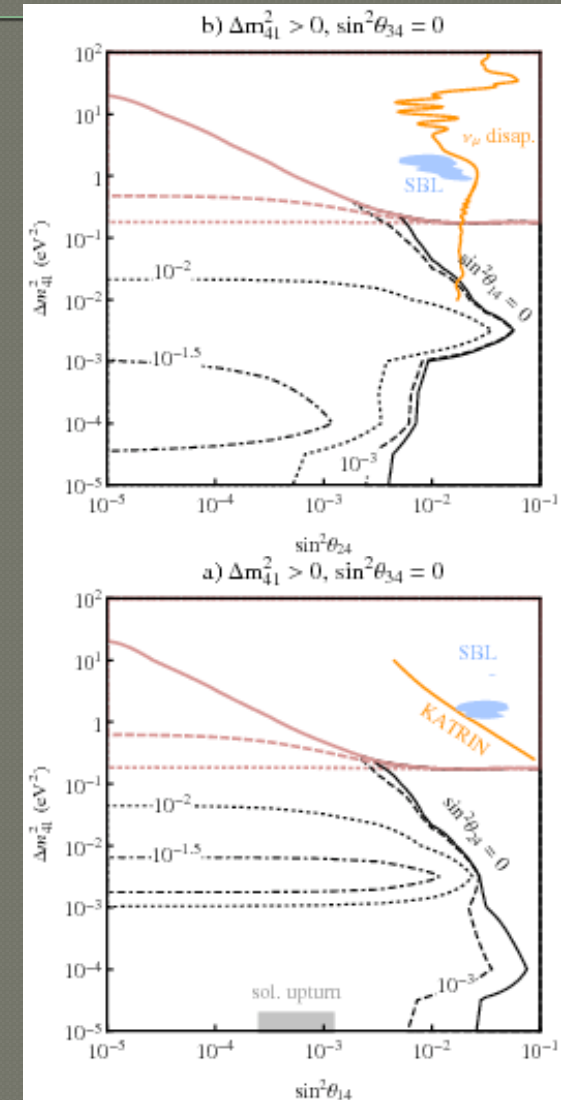 b) Δm²₄₁ > 0, sin²θ₃₄ = 0
10²
10¹
1
10⁻¹
10⁻²
10⁻³
10⁻⁴
10⁻⁵
Δm²₄₁ (eV²)
νμ disap.
SBL
sin²θ₁₄ = 0
10⁻²
10⁻¹·⁵
10⁻³
10⁻⁵ 10⁻⁴ 10⁻³ 10⁻² 10⁻¹
sin²θ₂₄
a) Δm²₄₁ > 0, sin²θ₃₄ = 0
10²
10¹
1
10⁻¹
10⁻²
10⁻³
10⁻⁴
10⁻⁵
Δm²₄₁ (eV²)
SBL
KATRIN
sin²θ₂₄ = 0
10⁻²
10⁻¹·⁵
10⁻³
sol. upturn
10⁻⁵ 10⁻⁴ 10⁻³ 10⁻² 10⁻¹
sin²θ₁₄